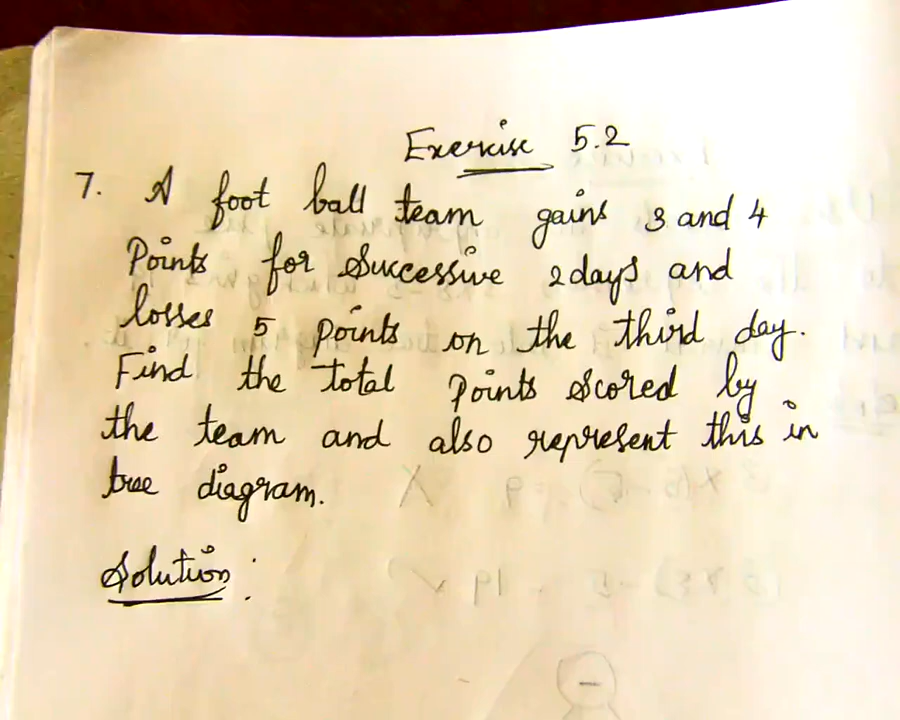 Exercise 5.2
7. A foot ball team gains 3 and 4
Points for Successive 2days and
losses 5 points on the third day.
Find the total points scored by
the team and also represent this in
tree diagram.
Solution :